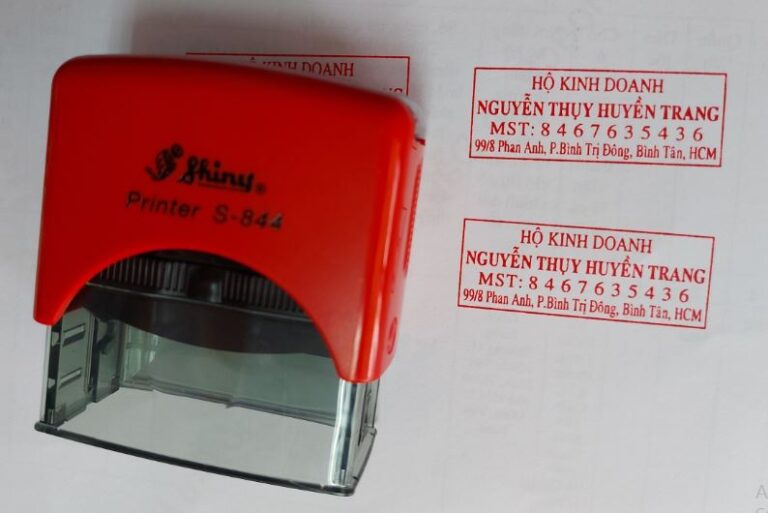 HỘ KINH DOANH
Shiny®
Printer S-844
HỘ KINH DOANH
NGUYỄN THỤY HUYỀN TRANG
MST: 8 4 6 7 6 3 5 4 3 6
99/8 Phan Anh, P.Bình Trị Đông, Bình Tân, HCM
HỘ KINH DOANH
NGUYỄN THỤY HUYỀN TRANG
MST: 8 4 6 7 6 3 5 4 3 6
99/8 Phan Anh, P.Bình Trị Đông, Bình Tân, HCM